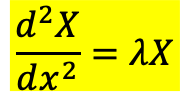 d²X/dx² = λX